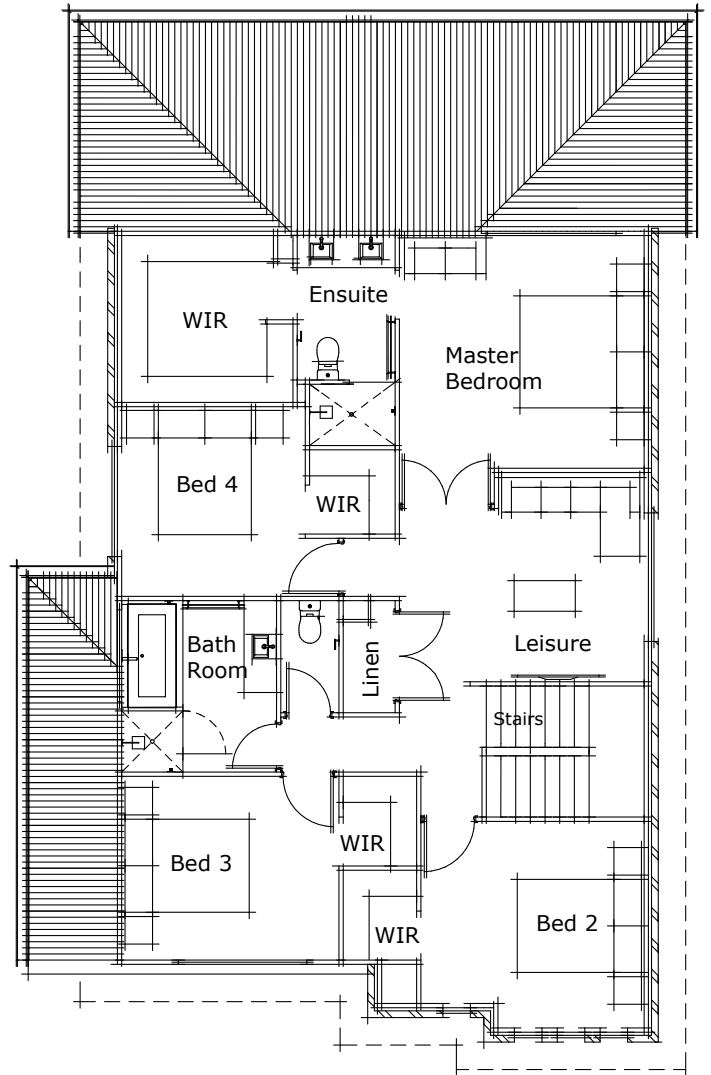 Ensuite
WIR
Master
Bedroom
Bed 4
WIR
Bath
Room
Linen
Leisure
Stairs
WIR
Bed 3
WIR
Bed 2